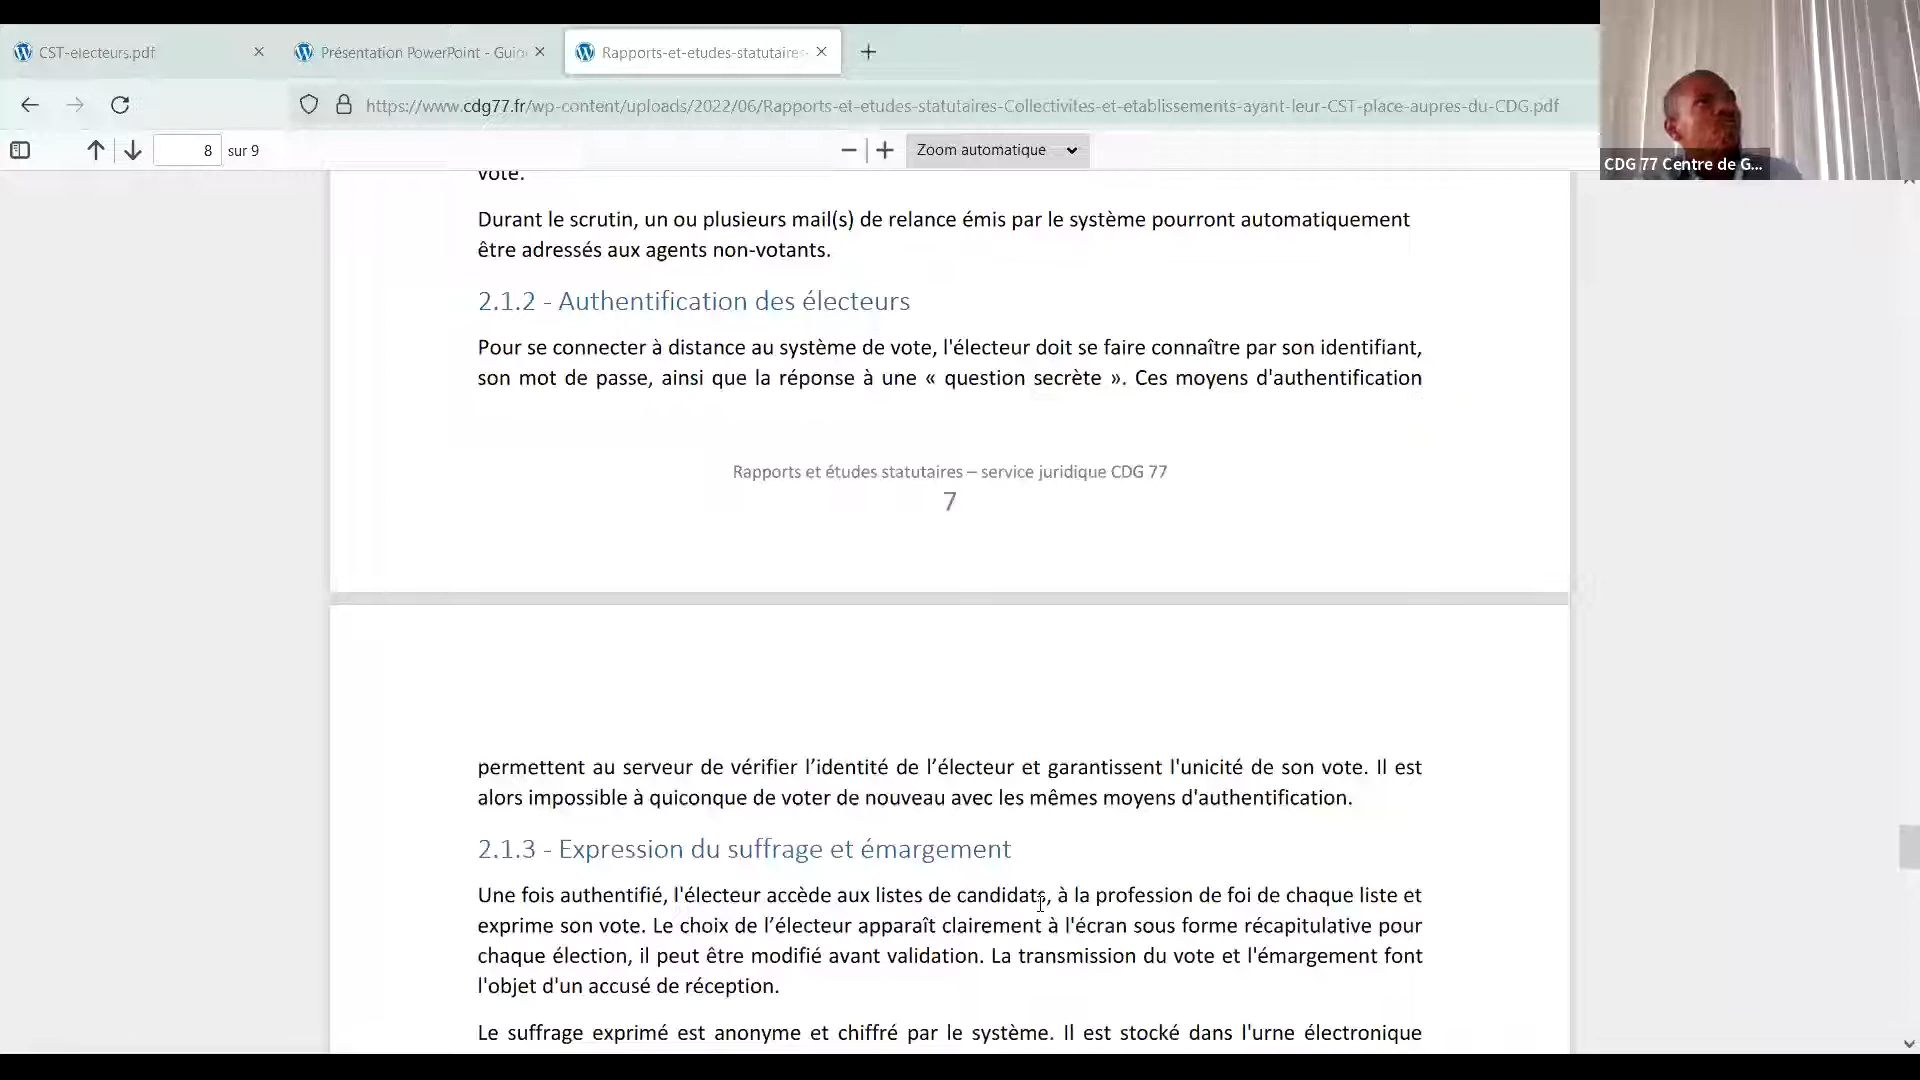 CST-electeurs.pdf
Présentation PowerPoint - Guid
Rapports-et-etudes-statutaires-
https://www.cdg77.fr/wp-content/uploads/2022/06/Rapports-et-etudes-statutaires-Collectivites-et-etablissements-ayant-leur-CST-place-aupres-du-CDG.pdf
8 sur 9
Zoom automatique
CDG 77 Centre de G...
vote.
Durant le scrutin, un ou plusieurs mail(s) de relance émis par le système pourront automatiquement
être adressés aux agents non-votants.
2.1.2 - Authentification des électeurs
Pour se connecter à distance au système de vote, l'électeur doit se faire connaître par son identifiant,
son mot de passe, ainsi que la réponse à une « question secrète ». Ces moyens d'authentification
Rapports et études statutaires – service juridique CDG 77
7
permettent au serveur de vérifier l’identité de l’électeur et garantissent l'unicité de son vote. Il est
alors impossible à quiconque de voter de nouveau avec les mêmes moyens d'authentification.
2.1.3 - Expression du suffrage et émargement
Une fois authentifié, l'électeur accède aux listes de candidats, à la profession de foi de chaque liste et
exprime son vote. Le choix de l’électeur apparaît clairement à l'écran sous forme récapitulative pour
chaque élection, il peut être modifié avant validation. La transmission du vote et l'émargement font
l'objet d'un accusé de réception.
Le suffrage exprimé est anonyme et chiffré par le système. Il est stocké dans l'urne électronique